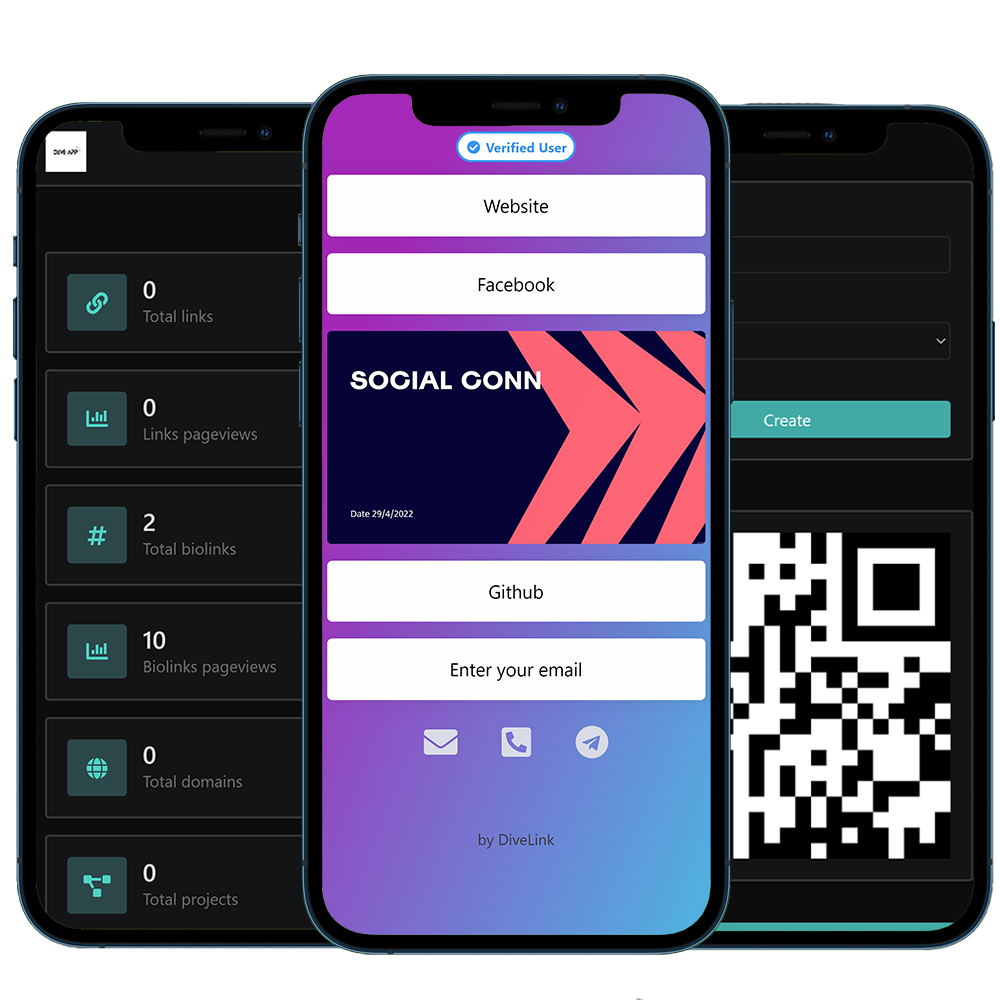 DIVE APP
0
Total links
0
Links pageviews
2
Total biolinks
10
Biolinks pageviews
0
Total domains
0
Total projects
Verified User
Website
Facebook
SOCIAL CONN
Date 29/4/2022
Github
Enter your email
by DiveLink
Create